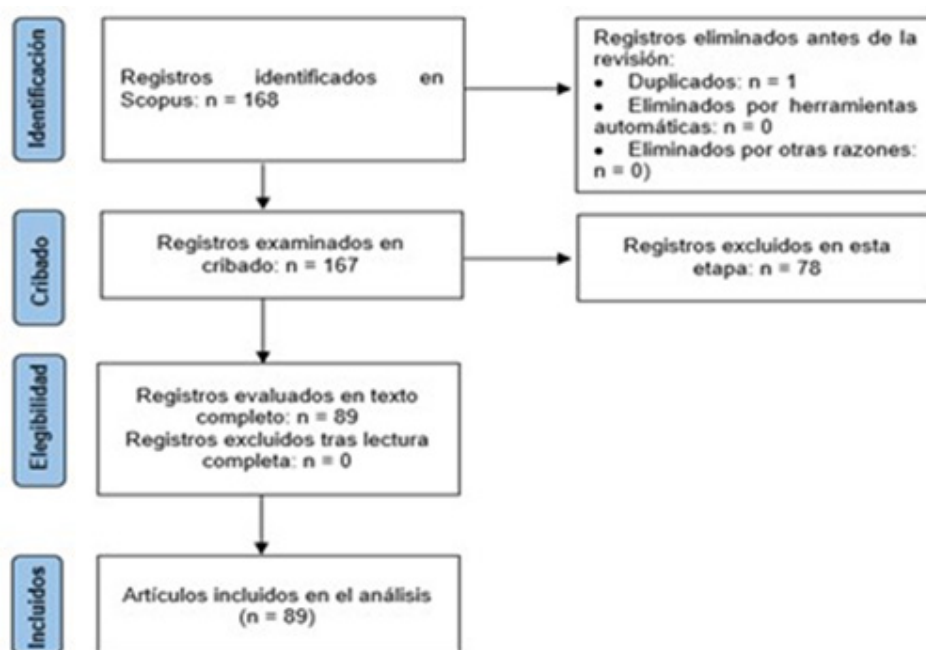 Identificación
Registros identificados en
Scopus: n = 168
Registros eliminados antes de la
revisión:
• Duplicados: n = 1
• Eliminados por herramientas
automáticas: n = 0
• Eliminados por otras razones:
n = 0)
Cribado
Registros examinados en
cribado: n = 167
Registros excluidos en esta
etapa: n = 78
Elegibilidad
Registros evaluados en texto
completo: n = 89
Registros excluidos tras lectura
completa: n = 0
Incluidos
Artículos incluidos en el análisis
(n = 89)